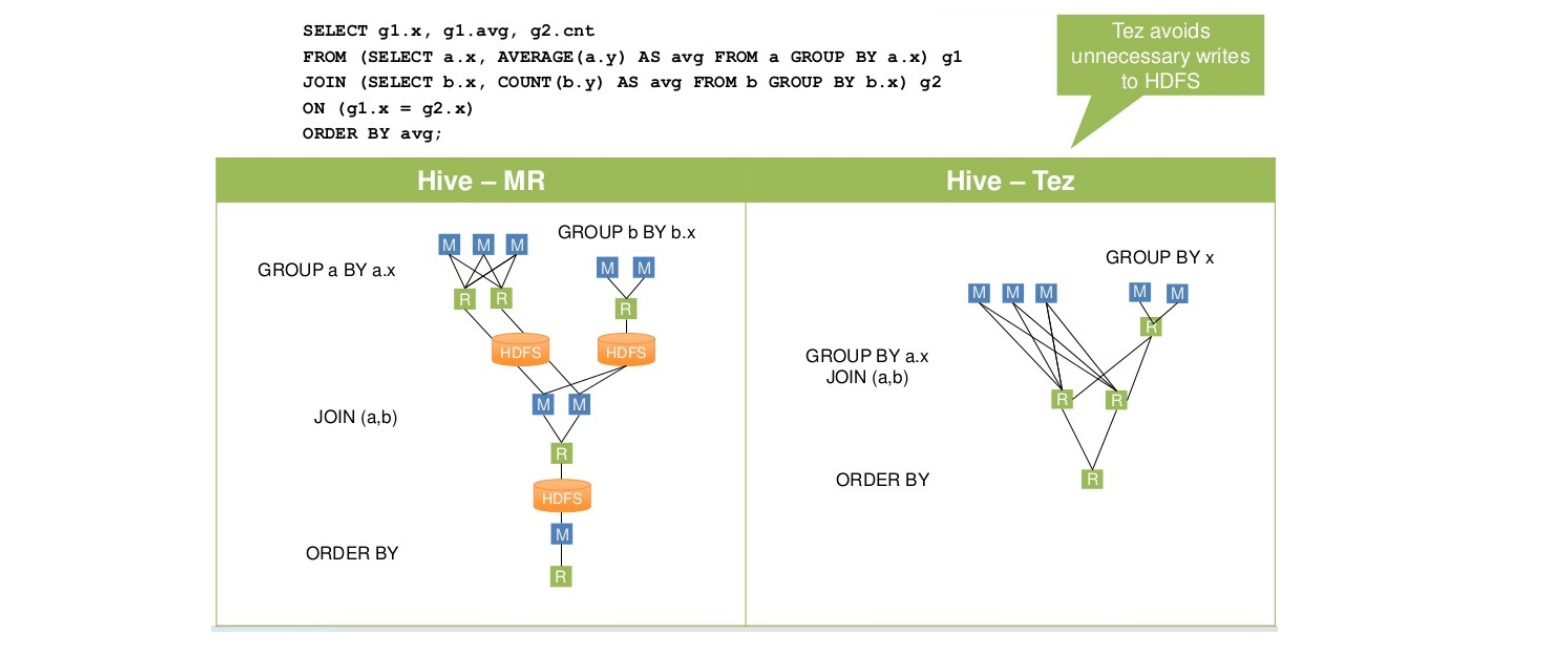 SELECT g1.x, g1.avg, g2.cnt
FROM (SELECT a.x, AVERAGE(a.y) AS avg FROM a GROUP BY a.x) g1
JOIN (SELECT b.x, COUNT(b.y) AS avg FROM b GROUP BY b.x) g2
ON (g1.x = g2.x)
ORDER BY avg;
Tez avoids
unnecessary writes
to HDFS
Hive – MR
Hive – Tez
GROUP b BY b.x
M M M
GROUP a BY a.x
M M
R R
R
HDFS
HDFS
M M
JOIN (a,b)
R
HDFS
M
ORDER BY
R
GROUP BY x
M M M
M M
R
GROUP BY a.x
JOIN (a,b)
R R
ORDER BY
R